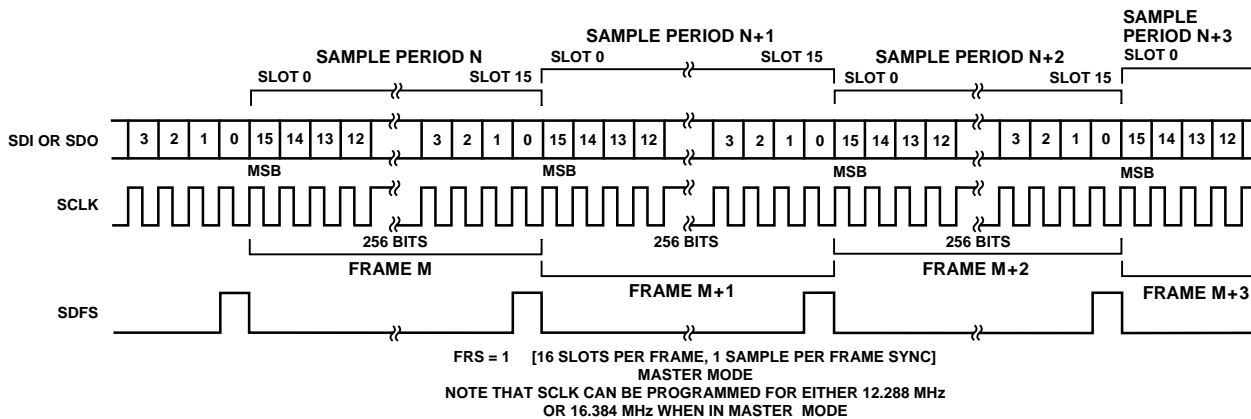 SAMPLE PERIOD N
SAMPLE PERIOD N+1
SAMPLE PERIOD N+2
SAMPLE
PERIOD N+3
SLOT 0 SLOT 15 SLOT 0 SLOT 15 SLOT 0 SLOT 15 SLOT 0
SDI OR SDO 3 2 1 0 15 14 13 12 3 2 1 0 15 14 13 12 3 2 1 0 15 14 13 12 3 2 1 0 15 14 13 12
MSB MSB MSB MSB
SCLK
256 BITS 256 BITS 256 BITS
FRAME M FRAME M+1 FRAME M+2 FRAME M+3
SDFS
FRS = 1 [16 SLOTS PER FRAME, 1 SAMPLE PER FRAME SYNC]
MASTER MODE
NOTE THAT SCLK CAN BE PROGRAMMED FOR EITHER 12.288 MHz
OR 16.384 MHz WHEN IN MASTER MODE